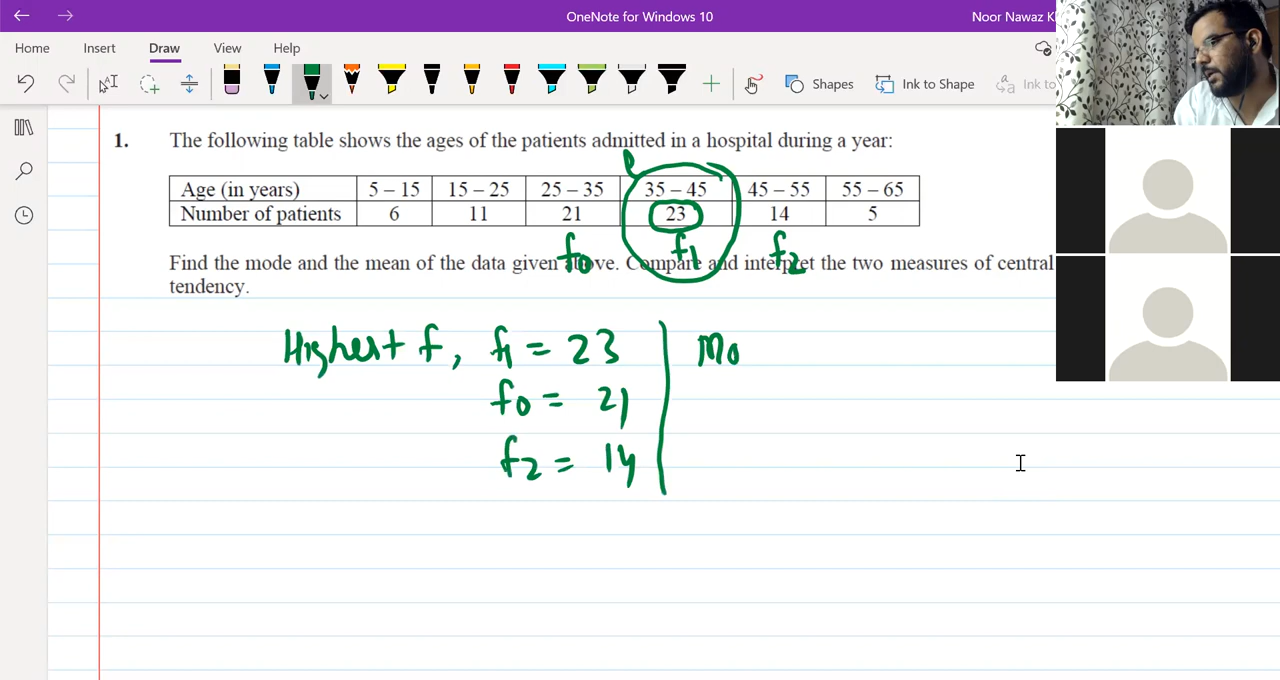 OneNote for Windows 10
Noor Nawaz K
Home Insert Draw View Help
Shapes Ink to Shape Ink to
1. The following table shows the ages of the patients admitted in a hospital during a year:
Age (in years) 5 – 15 15 – 25 25 – 35 35 – 45 45 – 55 55 – 65
Number of patients 6 11 21 23 14 5
l
f0 f1 f2
Find the mode and the mean of the data given above. Compare and interpret the two measures of central
tendency.
Highest f, f1 = 23 Mo
f0 = 21
f2 = 14